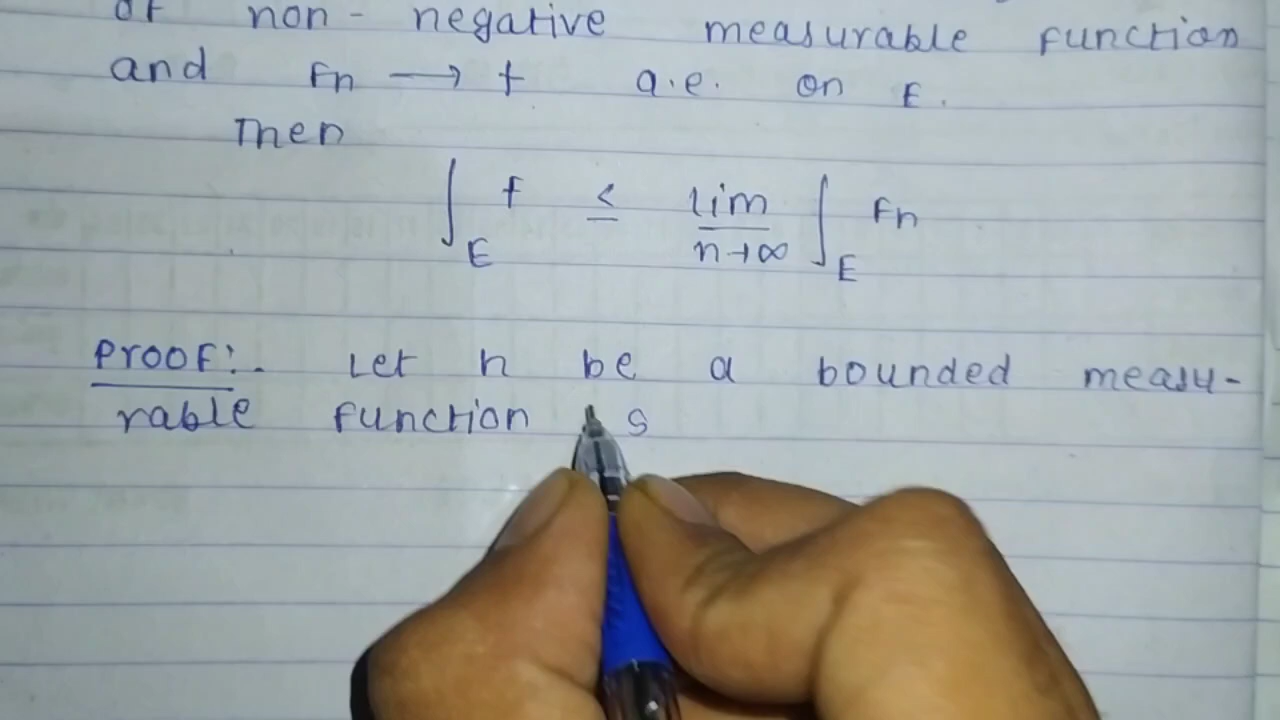 of non-negative measurable function
and Fn → f a.e. on E.
Then
∫_E f ≤ lim_{n→∞} ∫_E Fn
Proof:- Let h be a bounded measu-
rable function s